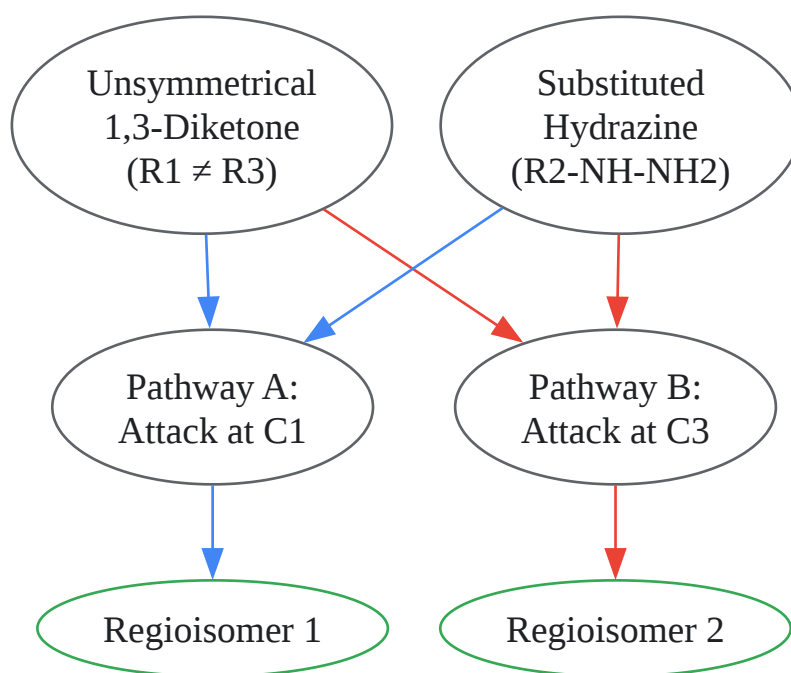 Unsymmetrical
1,3-Diketone
(R1 ≠ R3)
Substituted
Hydrazine
(R2-NH-NH2)
Pathway A:
Attack at C1
Pathway B:
Attack at C3
Regioisomer 1
Regioisomer 2